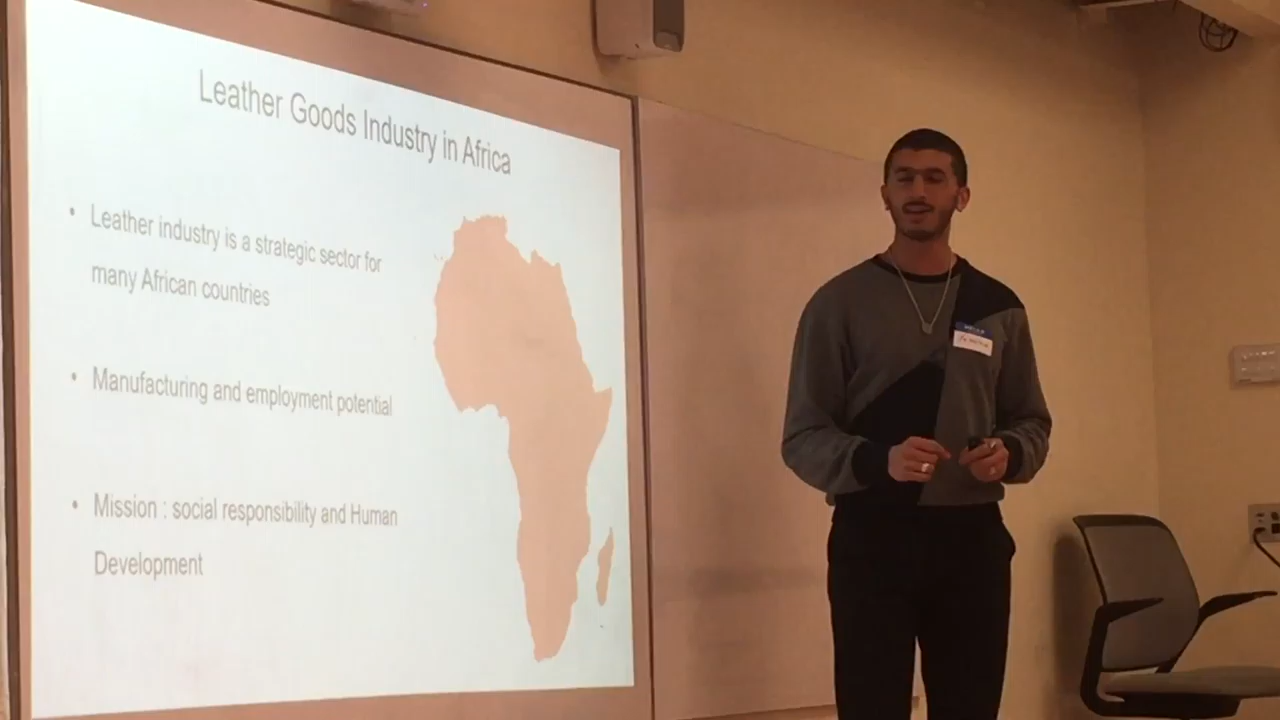 Leather Goods Industry in Africa
• Leather industry is a strategic sector for
many African countries
• Manufacturing and employment potential
• Mission : social responsibility and Human
Development